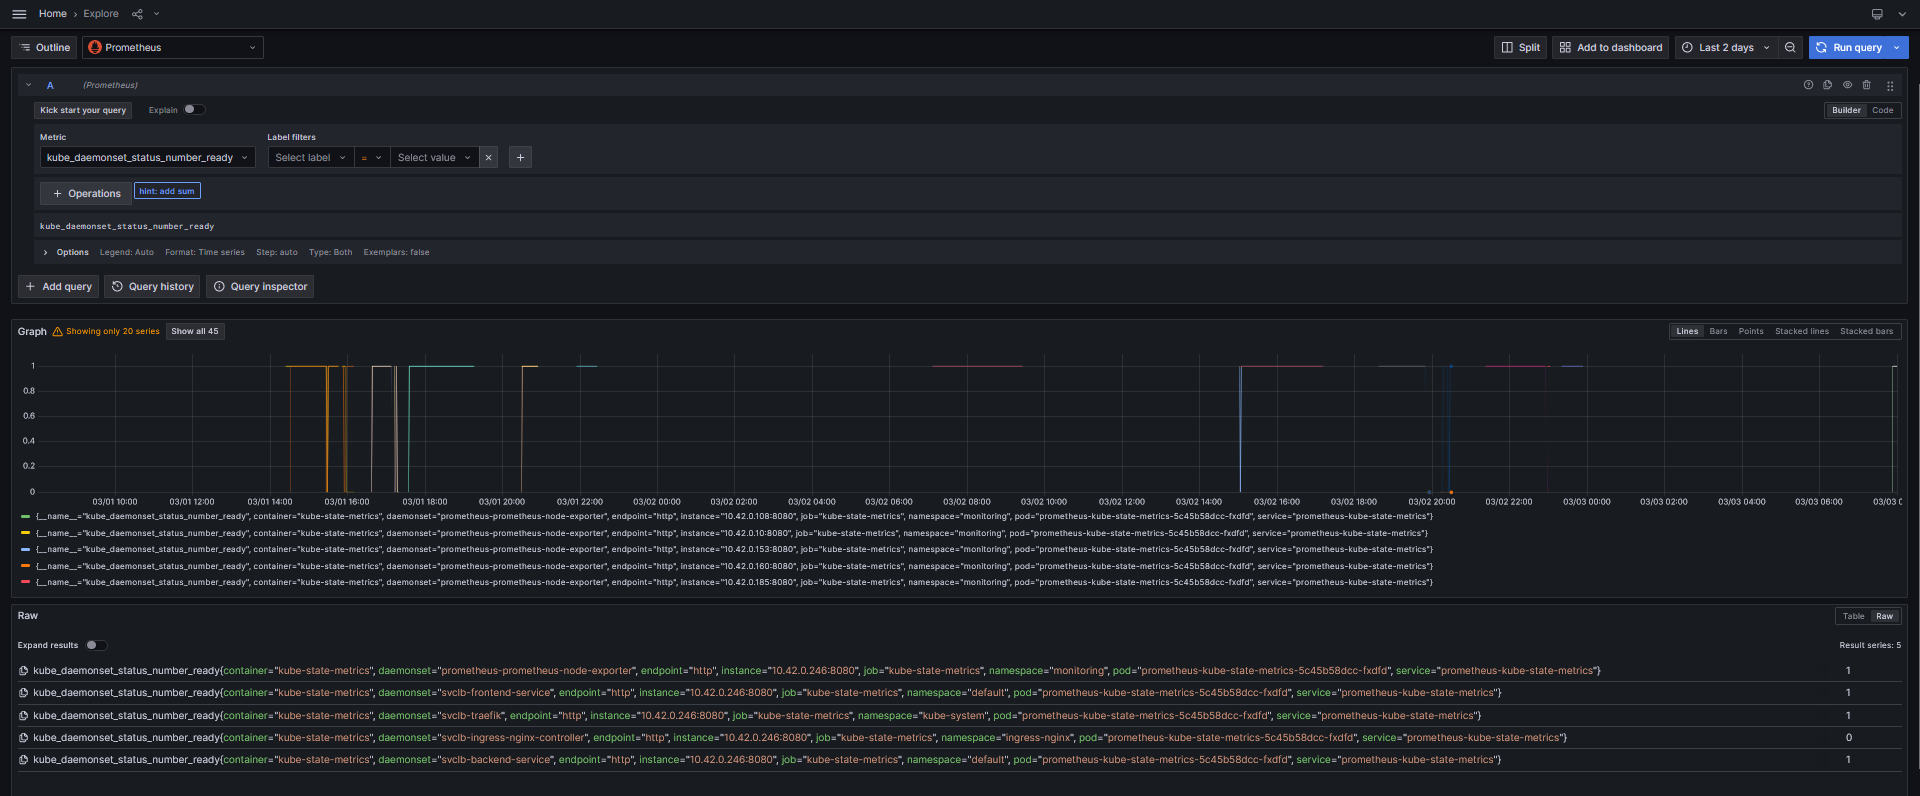 Home › Explore
Outline Prometheus Split Add to dashboard Last 2 days Run query
A (Prometheus)
Kick start your query Explain Builder Code
Metric Label filters
kube_daemonset_status_number_ready Select label = Select value × +
+ Operations hint: add sum
kube_daemonset_status_number_ready
Options Legend: Auto Format: Time series Step: auto Type: Both Exemplars: false
+ Add query Query history Query inspector
Graph Showing only 20 series Show all 45 Lines Bars Points Stacked lines Stacked bars
1
0.8
0.6
0.4
0.2
0
03/01 10:00 03/01 12:00 03/01 14:00 03/01 16:00 03/01 18:00 03/01 20:00 03/01 22:00 03/02 00:00 03/02 02:00 03/02 04:00 03/02 06:00 03/02 08:00 03/02 10:00 03/02 12:00 03/02 14:00 03/02 16:00 03/02 18:00 03/02 20:00 03/02 22:00 03/03 00:00 03/03 02:00 03/03 04:00 03/03 06:00 03/03 0
{__name__="kube_daemonset_status_number_ready", container="kube-state-metrics", daemonset="prometheus-prometheus-node-exporter", endpoint="http", instance="10.42.0.108:8080", job="kube-state-metrics", namespace="monitoring", pod="prometheus-kube-state-metrics-5c45b58dcc-fxdfd", service="prometheus-kube-state-metrics"}
{__name__="kube_daemonset_status_number_ready", container="kube-state-metrics", daemonset="prometheus-prometheus-node-exporter", endpoint="http", instance="10.42.0.10:8080", job="kube-state-metrics", namespace="monitoring", pod="prometheus-kube-state-metrics-5c45b58dcc-fxdfd", service="prometheus-kube-state-metrics"}
{__name__="kube_daemonset_status_number_ready", container="kube-state-metrics", daemonset="prometheus-prometheus-node-exporter", endpoint="http", instance="10.42.0.153:8080", job="kube-state-metrics", namespace="monitoring", pod="prometheus-kube-state-metrics-5c45b58dcc-fxdfd", service="prometheus-kube-state-metrics"}
{__name__="kube_daemonset_status_number_ready", container="kube-state-metrics", daemonset="prometheus-prometheus-node-exporter", endpoint="http", instance="10.42.0.160:8080", job="kube-state-metrics", namespace="monitoring", pod="prometheus-kube-state-metrics-5c45b58dcc-fxdfd", service="prometheus-kube-state-metrics"}
{__name__="kube_daemonset_status_number_ready", container="kube-state-metrics", daemonset="prometheus-prometheus-node-exporter", endpoint="http", instance="10.42.0.185:8080", job="kube-state-metrics", namespace="monitoring", pod="prometheus-kube-state-metrics-5c45b58dcc-fxdfd", service="prometheus-kube-state-metrics"}
Raw Table Raw
Expand results Result series: 5
kube_daemonset_status_number_ready{container="kube-state-metrics", daemonset="prometheus-prometheus-node-exporter", endpoint="http", instance="10.42.0.246:8080", job="kube-state-metrics", namespace="monitoring", pod="prometheus-kube-state-metrics-5c45b58dcc-fxdfd", service="prometheus-kube-state-metrics"} 1
kube_daemonset_status_number_ready{container="kube-state-metrics", daemonset="svclb-frontend-service", endpoint="http", instance="10.42.0.246:8080", job="kube-state-metrics", namespace="default", pod="prometheus-kube-state-metrics-5c45b58dcc-fxdfd", service="prometheus-kube-state-metrics"} 1
kube_daemonset_status_number_ready{container="kube-state-metrics", daemonset="svclb-traefik", endpoint="http", instance="10.42.0.246:8080", job="kube-state-metrics", namespace="kube-system", pod="prometheus-kube-state-metrics-5c45b58dcc-fxdfd", service="prometheus-kube-state-metrics"} 1
kube_daemonset_status_number_ready{container="kube-state-metrics", daemonset="svclb-ingress-nginx-controller", endpoint="http", instance="10.42.0.246:8080", job="kube-state-metrics", namespace="ingress-nginx", pod="prometheus-kube-state-metrics-5c45b58dcc-fxdfd", service="prometheus-kube-state-metrics"} 0
kube_daemonset_status_number_ready{container="kube-state-metrics", daemonset="svclb-backend-service", endpoint="http", instance="10.42.0.246:8080", job="kube-state-metrics", namespace="default", pod="prometheus-kube-state-metrics-5c45b58dcc-fxdfd", service="prometheus-kube-state-metrics"} 1